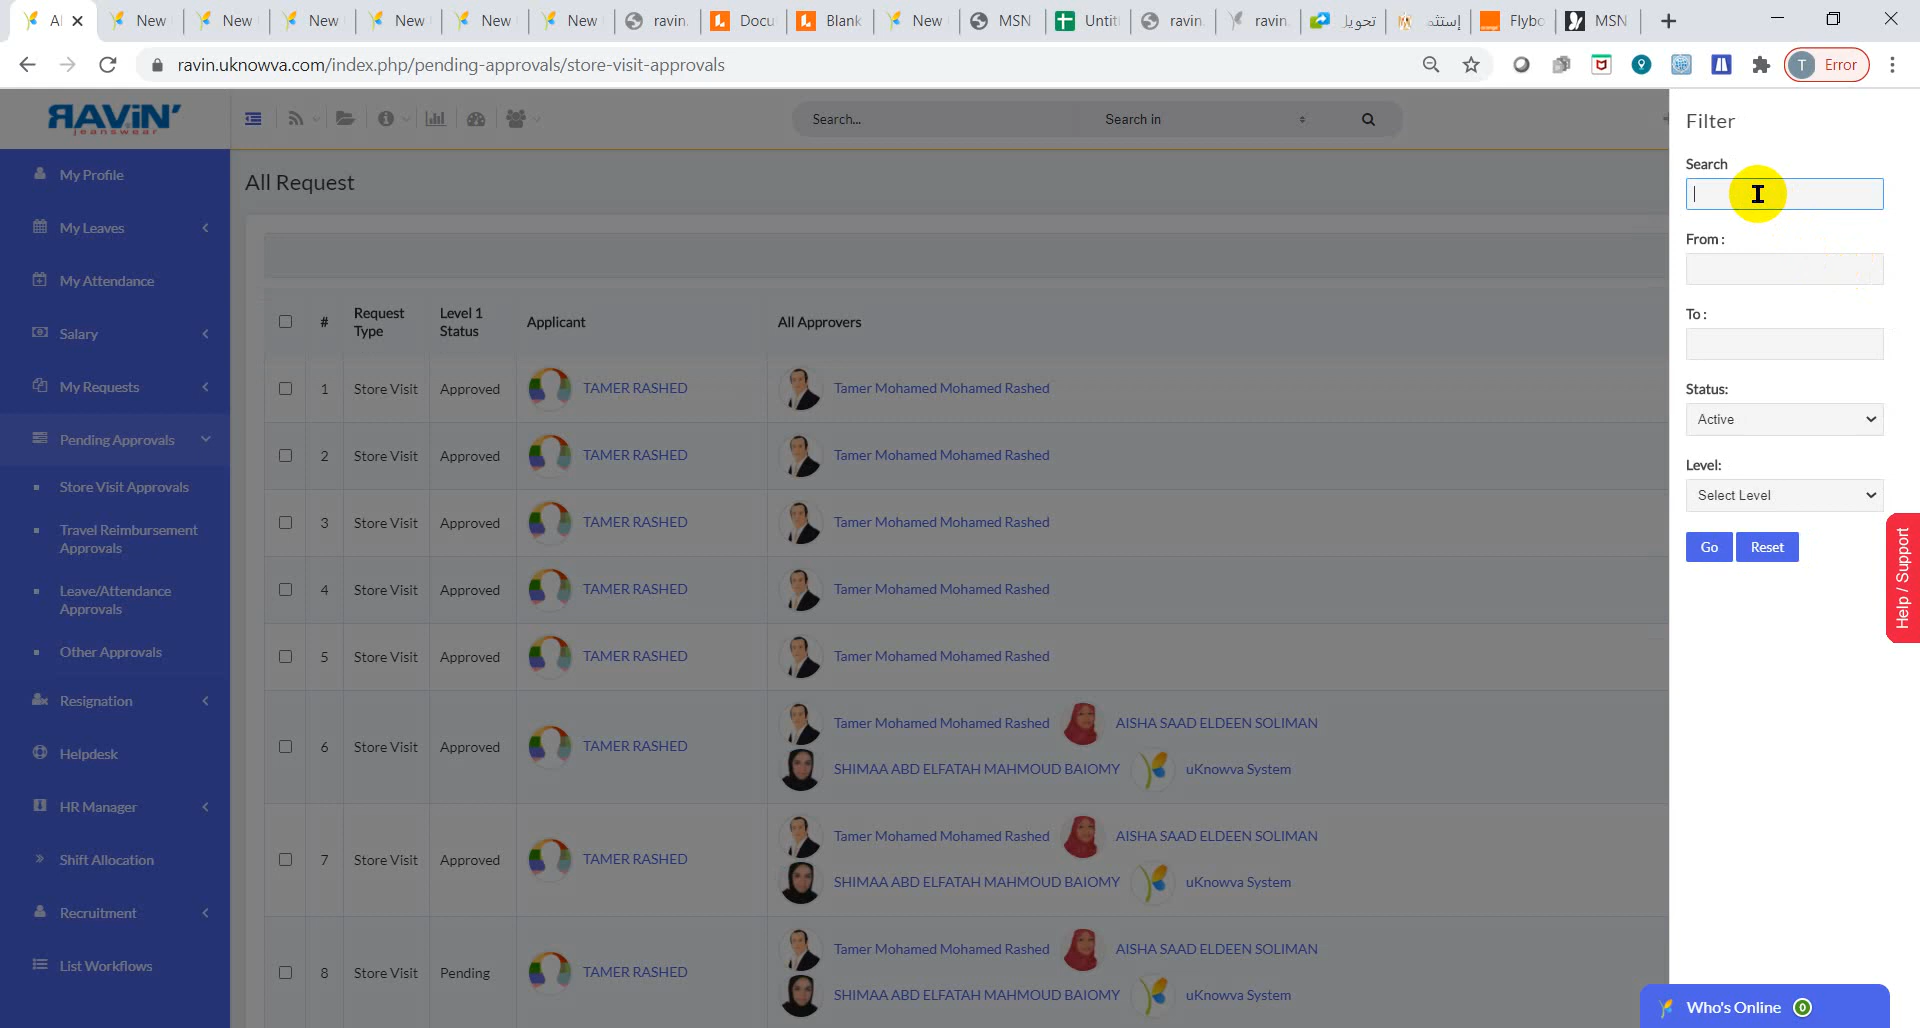 Al
New
New
New
New
New
New
ravin.
Docu
Blank
New
MSN
Untit
ravin.
ravin.
تحويل
إستثم
Flybo
MSN
ravin.uknowva.com/index.php/pending-approvals/store-visit-approvals
T Error
RAViN'
jeanswear
Search...
Search in
My Profile
My Leaves
My Attendance
Salary
My Requests
Pending Approvals
Store Visit Approvals
Travel Reimbursement
Approvals
Leave/Attendance
Approvals
Other Approvals
Resignation
Helpdesk
HR Manager
Shift Allocation
Recruitment
List Workflows
All Request
# Request Type Level 1 Status Applicant All Approvers
1 Store Visit Approved TAMER RASHED Tamer Mohamed Mohamed Rashed
2 Store Visit Approved TAMER RASHED Tamer Mohamed Mohamed Rashed
3 Store Visit Approved TAMER RASHED Tamer Mohamed Mohamed Rashed
4 Store Visit Approved TAMER RASHED Tamer Mohamed Mohamed Rashed
5 Store Visit Approved TAMER RASHED Tamer Mohamed Mohamed Rashed
6 Store Visit Approved TAMER RASHED Tamer Mohamed Mohamed Rashed AISHA SAAD ELDEEN SOLIMAN
SHIMAA ABD ELFATAH MAHMOUD BAIOMY uKnowva System
7 Store Visit Approved TAMER RASHED Tamer Mohamed Mohamed Rashed AISHA SAAD ELDEEN SOLIMAN
SHIMAA ABD ELFATAH MAHMOUD BAIOMY uKnowva System
8 Store Visit Pending TAMER RASHED Tamer Mohamed Mohamed Rashed AISHA SAAD ELDEEN SOLIMAN
SHIMAA ABD ELFATAH MAHMOUD BAIOMY uKnowva System
Filter
Search
From :
To :
Status:
Active
Level:
Select Level
Go Reset
Help / Support
Who's Online 0